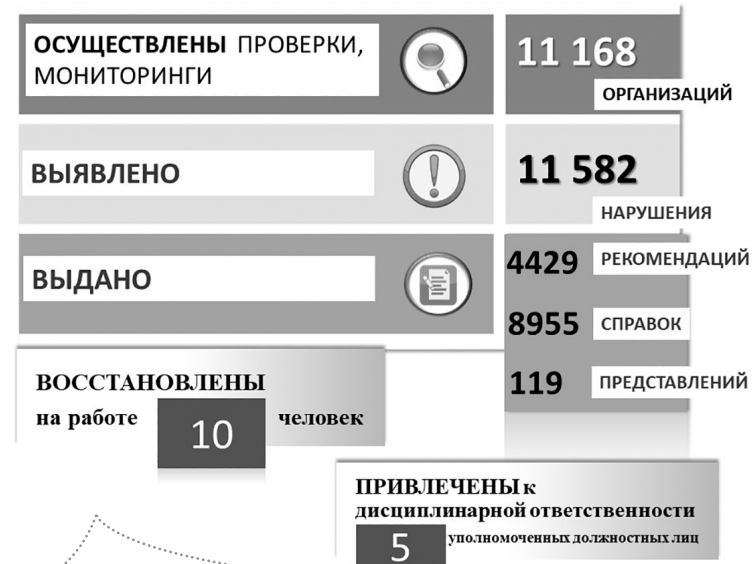 ОСУЩЕСТВЛЕНЫ ПРОВЕРКИ,
МОНИТОРИНГИ
11 168
ОРГАНИЗАЦИЙ
ВЫЯВЛЕНО
11 582
НАРУШЕНИЯ
ВЫДАНО
4429 РЕКОМЕНДАЦИЙ
8955 СПРАВОК
119 ПРЕДСТАВЛЕНИЙ
ВОССТАНОВЛЕНЫ
на работе 10 человек
ПРИВЛЕЧЕНЫ к
дисциплинарной ответственности
5 уполномоченных должностных лиц